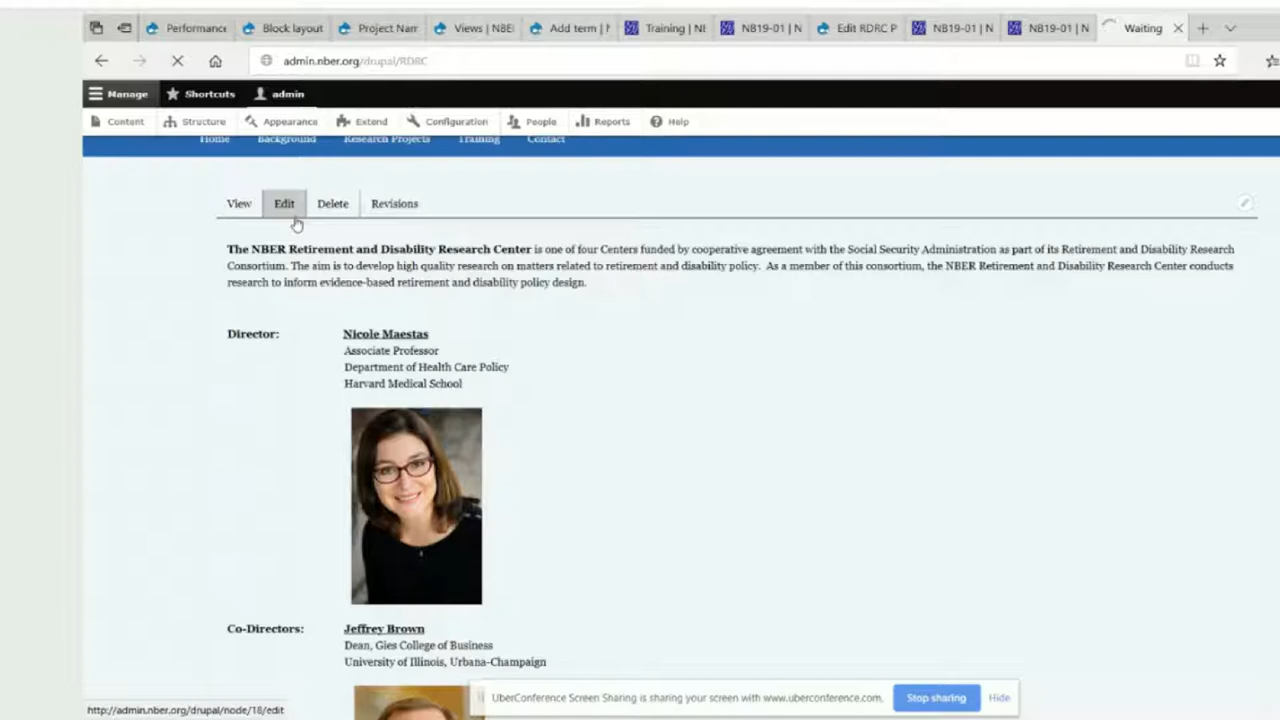 Performance Block layout Project Nam Views | NBE Add term | N Training | NE NB19-01 | N Edit RDRC P NB19-01 | N NB19-01 | N Waiting
admin.nber.org/drupal/RDRC
Manage Shortcuts admin
Content Structure Appearance Extend Configuration People Reports Help
Home Background Research Projects Training Contact
View Edit Delete Revisions
The NBER Retirement and Disability Research Center is one of four Centers funded by cooperative agreement with the Social Security Administration as part of its Retirement and Disability Research
Consortium. The aim is to develop high quality research on matters related to retirement and disability policy. As a member of this consortium, the NBER Retirement and Disability Research Center conducts
research to inform evidence-based retirement and disability policy design.
Director: Nicole Maestas
Associate Professor
Department of Health Care Policy
Harvard Medical School
Co-Directors: Jeffrey Brown
Dean, Gies College of Business
University of Illinois, Urbana-Champaign
UberConference Screen Sharing is sharing your screen with www.uberconference.com. Stop sharing Hide
http://admin.nber.org/drupal/node/18/edit